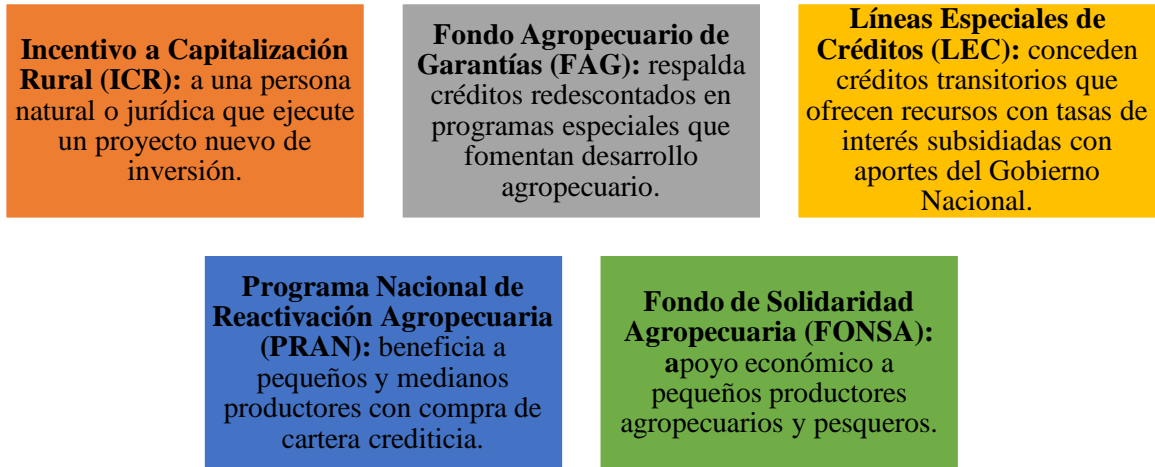 Incentivo a Capitalización
Rural (ICR): a una persona
natural o jurídica que ejecute
un proyecto nuevo de
inversión.
Fondo Agropecuario de
Garantías (FAG): respalda
créditos redescontados en
programas especiales que
fomentan desarrollo
agropecuario.
Líneas Especiales de
Créditos (LEC): conceden
créditos transitorios que
ofrecen recursos con tasas de
interés subsidiadas con
aportes del Gobierno
Nacional.
Programa Nacional de
Reactivación Agropecuaria
(PRAN): beneficia a
pequeños y medianos
productores con compra de
cartera crediticia.
Fondo de Solidaridad
Agropecuaria (FONSA):
apoyo económico a
pequeños productores
agropecuarios y pesqueros.